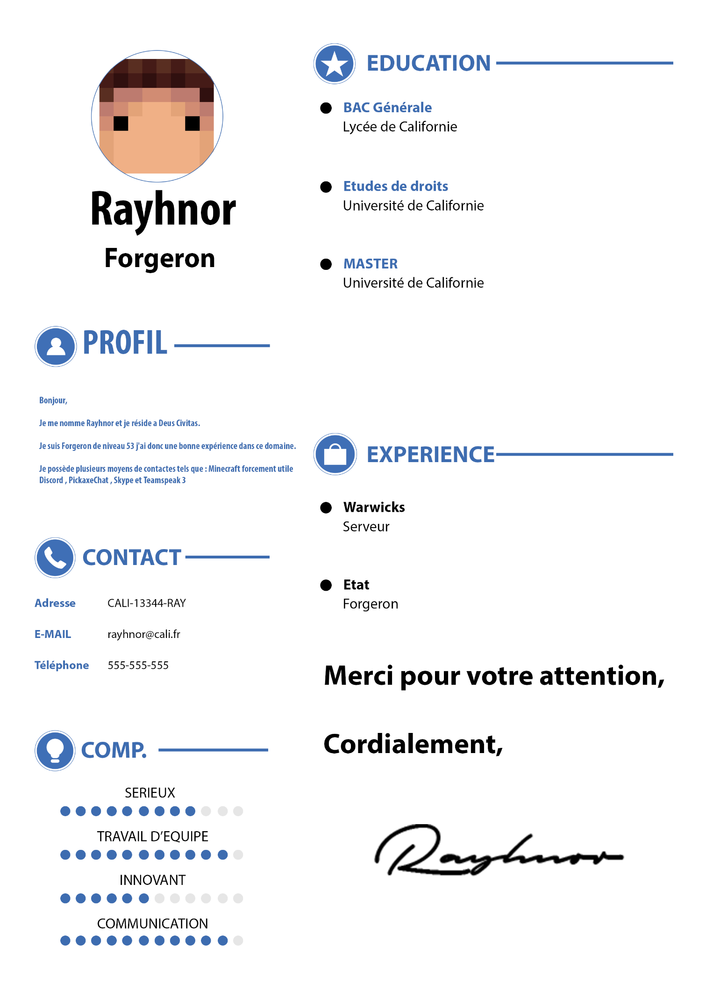 Rayhnor
Forgeron
PROFIL
Bonjour,
Je me nomme Rayhnor et je réside a Deus Civitas.
Je suis Forgeron de niveau 53 j'ai donc une bonne expérience dans ce domaine.
Je possède plusieurs moyens de contactes tels que : Minecraft forcement utile
Discord , PickaxeChat , Skype et Teamspeak 3
CONTACT
Adresse CALI-13344-RAY
E-MAIL rayhnor@cali.fr
Téléphone 555-555-555
COMP.
SERIEUX
TRAVAIL D’EQUIPE
INNOVANT
COMMUNICATION
EDUCATION
BAC Générale
Lycée de Californie
Etudes de droits
Université de Californie
MASTER
Université de Californie
EXPERIENCE
Warwicks
Serveur
Etat
Forgeron
Merci pour votre attention,
Cordialement,
Rayhnor